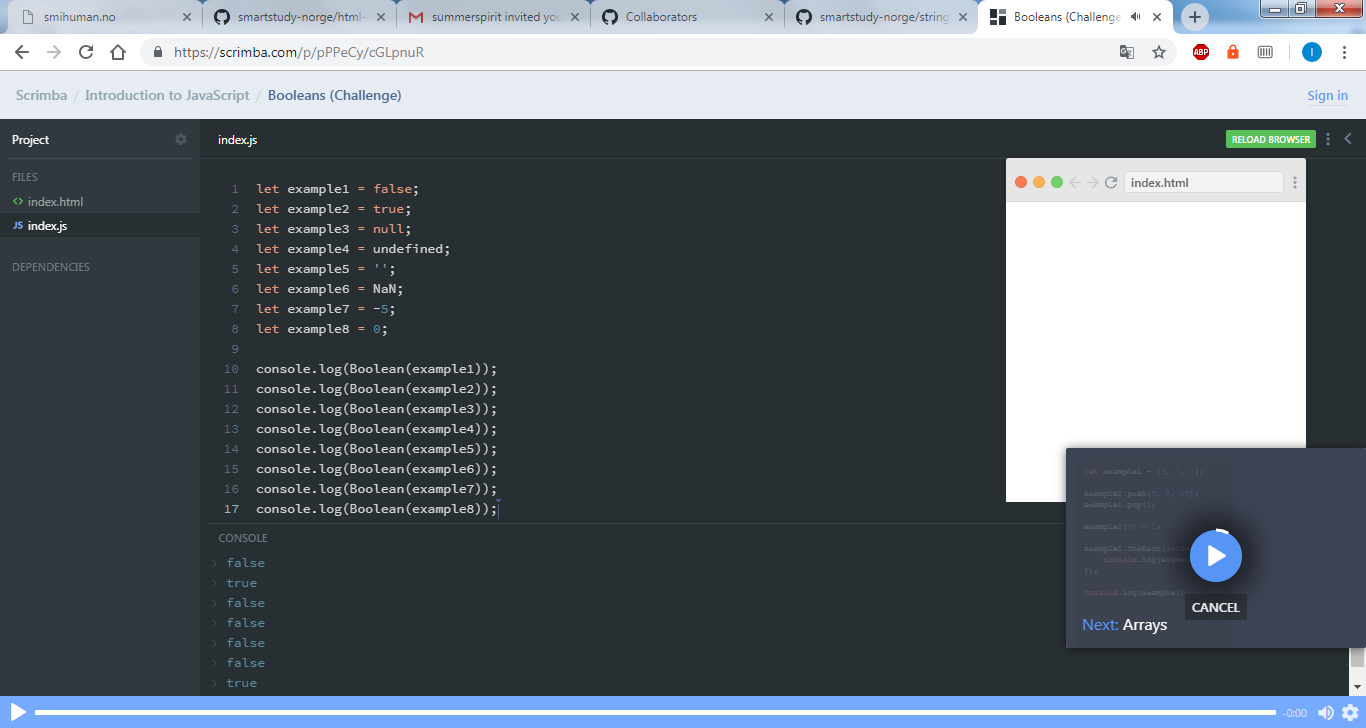 smihuman.no
smartstudy-norge/html-
summerspirit invited you
Collaborators
smartstudy-norge/string
Booleans (Challenge
https://scrimba.com/p/pPPeCy/cGLpnuR
ABP
I
Scrimba / Introduction to JavaScript / Booleans (Challenge)
Sign in
Project
FILES
<> index.html
JS index.js
DEPENDENCIES
index.js
RELOAD BROWSER
1 let example1 = false;
2 let example2 = true;
3 let example3 = null;
4 let example4 = undefined;
5 let example5 = '';
6 let example6 = NaN;
7 let example7 = -5;
8 let example8 = 0;
9
10 console.log(Boolean(example1));
11 console.log(Boolean(example2));
12 console.log(Boolean(example3));
13 console.log(Boolean(example4));
14 console.log(Boolean(example5));
15 console.log(Boolean(example6));
16 console.log(Boolean(example7));
17 console.log(Boolean(example8));
index.html
CONSOLE
> false
> true
> false
> false
> false
> false
> true
example1.pop();
CANCEL
Next: Arrays
-0:00